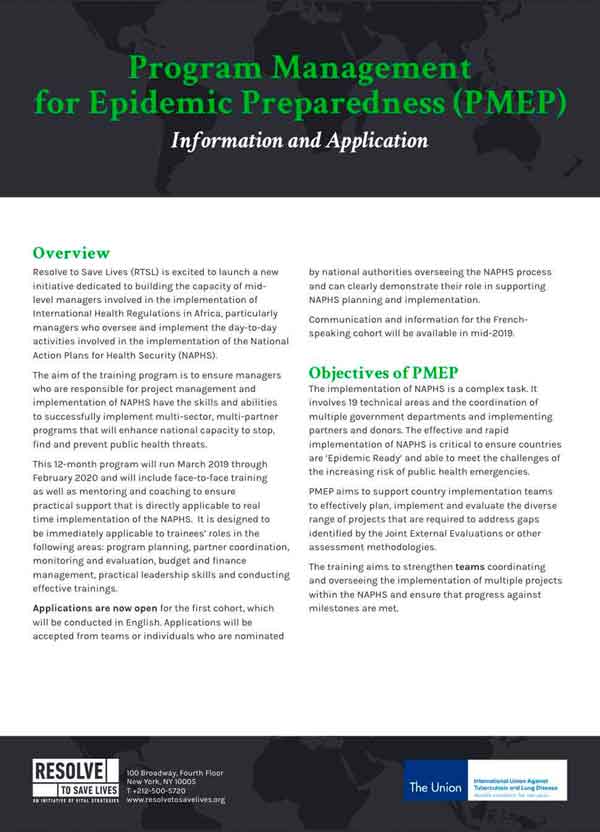 Program Management
for Epidemic Preparedness (PMEP)
Information and Application
Overview
Resolve to Save Lives (RTSL) is excited to launch a new
initiative dedicated to building the capacity of mid-
level managers involved in the implementation of
International Health Regulations in Africa, particularly
managers who oversee and implement the day-to-day
activities involved in the implementation of the National
Action Plans for Health Security (NAPHS).
The aim of the training program is to ensure managers
who are responsible for project management and
implementation of NAPHS have the skills and abilities
to successfully implement multi-sector, multi-partner
programs that will enhance national capacity to stop,
find and prevent public health threats.
This 12-month program will run March 2019 through
February 2020 and will include face-to-face training
as well as mentoring and coaching to ensure
practical support that is directly applicable to real
time implementation of the NAPHS. It is designed to
be immediately applicable to trainees' roles in the
following areas: program planning, partner coordination,
monitoring and evaluation, budget and finance
management, practical leadership skills and conducting
effective trainings.
Applications are now open for the first cohort, which
will be conducted in English. Applications will be
accepted from teams or individuals who are nominated
by national authorities overseeing the NAPHS process
and can clearly demonstrate their role in supporting
NAPHS planning and implementation.
Communication and information for the French-
speaking cohort will be available in mid-2019.
Objectives of PMEP
The implementation of NAPHS is a complex task. It
involves 19 technical areas and the coordination of
multiple government departments and implementing
partners and donors. The effective and rapid
implementation of NAPHS is critical to ensure countries
are 'Epidemic Ready' and able to meet the challenges of
the increasing risk of public health emergencies.
PMEP aims to support country implementation teams
to effectively plan, implement and evaluate the diverse
range of projects that are required to address gaps
identified by the Joint External Evaluations or other
assessment methodologies.
The training aims to strengthen teams coordinating
and overseeing the implementation of multiple projects
within the NAPHS and ensure that progress against
milestones are met.
RESOLVE
TO SAVE LIVES
AN INITIATIVE OF VITAL STRATEGIES
100 Broadway, Fourth Floor
New York, NY 10005
T +212-500-5720
www.resolvetosavelives.org
The Union
International Union Against
Tuberculosis and Lung Disease